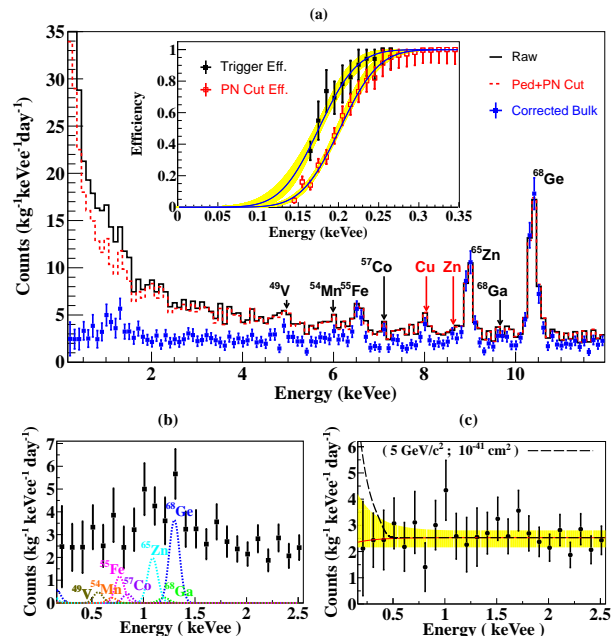 (a)
35
30
25
20
15
10
5
0
Counts (kg⁻¹keVee⁻¹day⁻¹)
1
0.8
0.6
0.4
0.2
0
Efficiency
Trigger Eff.
PN Cut Eff.
0 0.05 0.1 0.15 0.2 0.25 0.3 0.35
Energy (keVee)
Raw
Ped+PN Cut
Corrected Bulk
⁴⁹V
⁵⁴Mn
⁵⁵Fe
⁵⁷Co
Cu
Zn
⁶⁵Zn
⁶⁸Ga
⁶⁸Ge
2 4 6 8 10
Energy (keVee)
(b)
7
6
5
4
3
2
1
0
Counts (kg⁻¹keVee⁻¹ day⁻¹)
⁴⁹V
⁵⁴Mn
⁵⁵Fe
⁵⁷Co
⁶⁵Zn
⁶⁸Ge
⁶⁸Ga
0.5 1 1.5 2 2.5
Energy ( keVee)
(c)
( 5 GeV/c² ; 10⁻⁴¹ cm² )
6
5
4
3
2
1
0
Counts (kg⁻¹keVee⁻¹ day⁻¹)
0.5 1 1.5 2 2.5
Energy ( keVee)